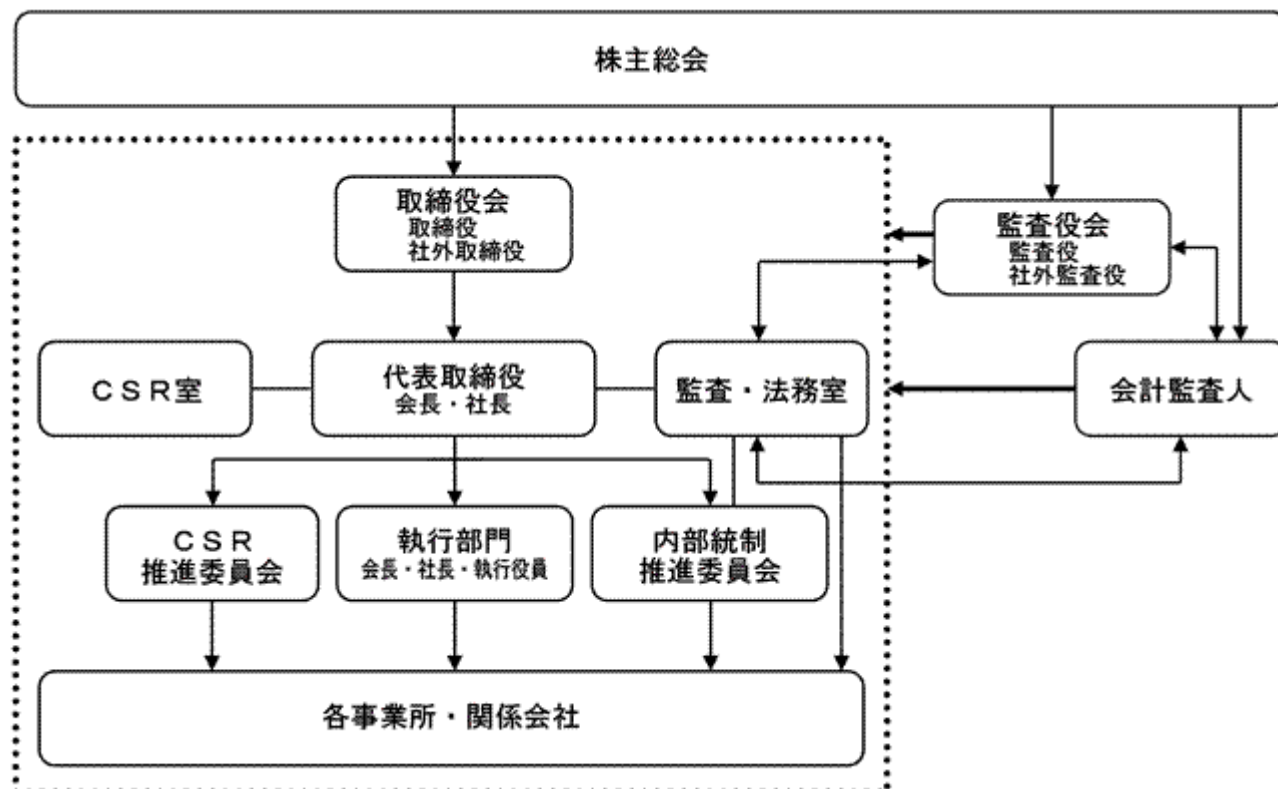 株主総会
取締役会
取締役
社外取締役
監査役会
監査役
社外監査役
ＣＳＲ室
代表取締役
会長・社長
監査・法務室
会計監査人
ＣＳＲ
推進委員会
執行部門
会長・社長・執行役員
内部統制
推進委員会
各事業所・関係会社